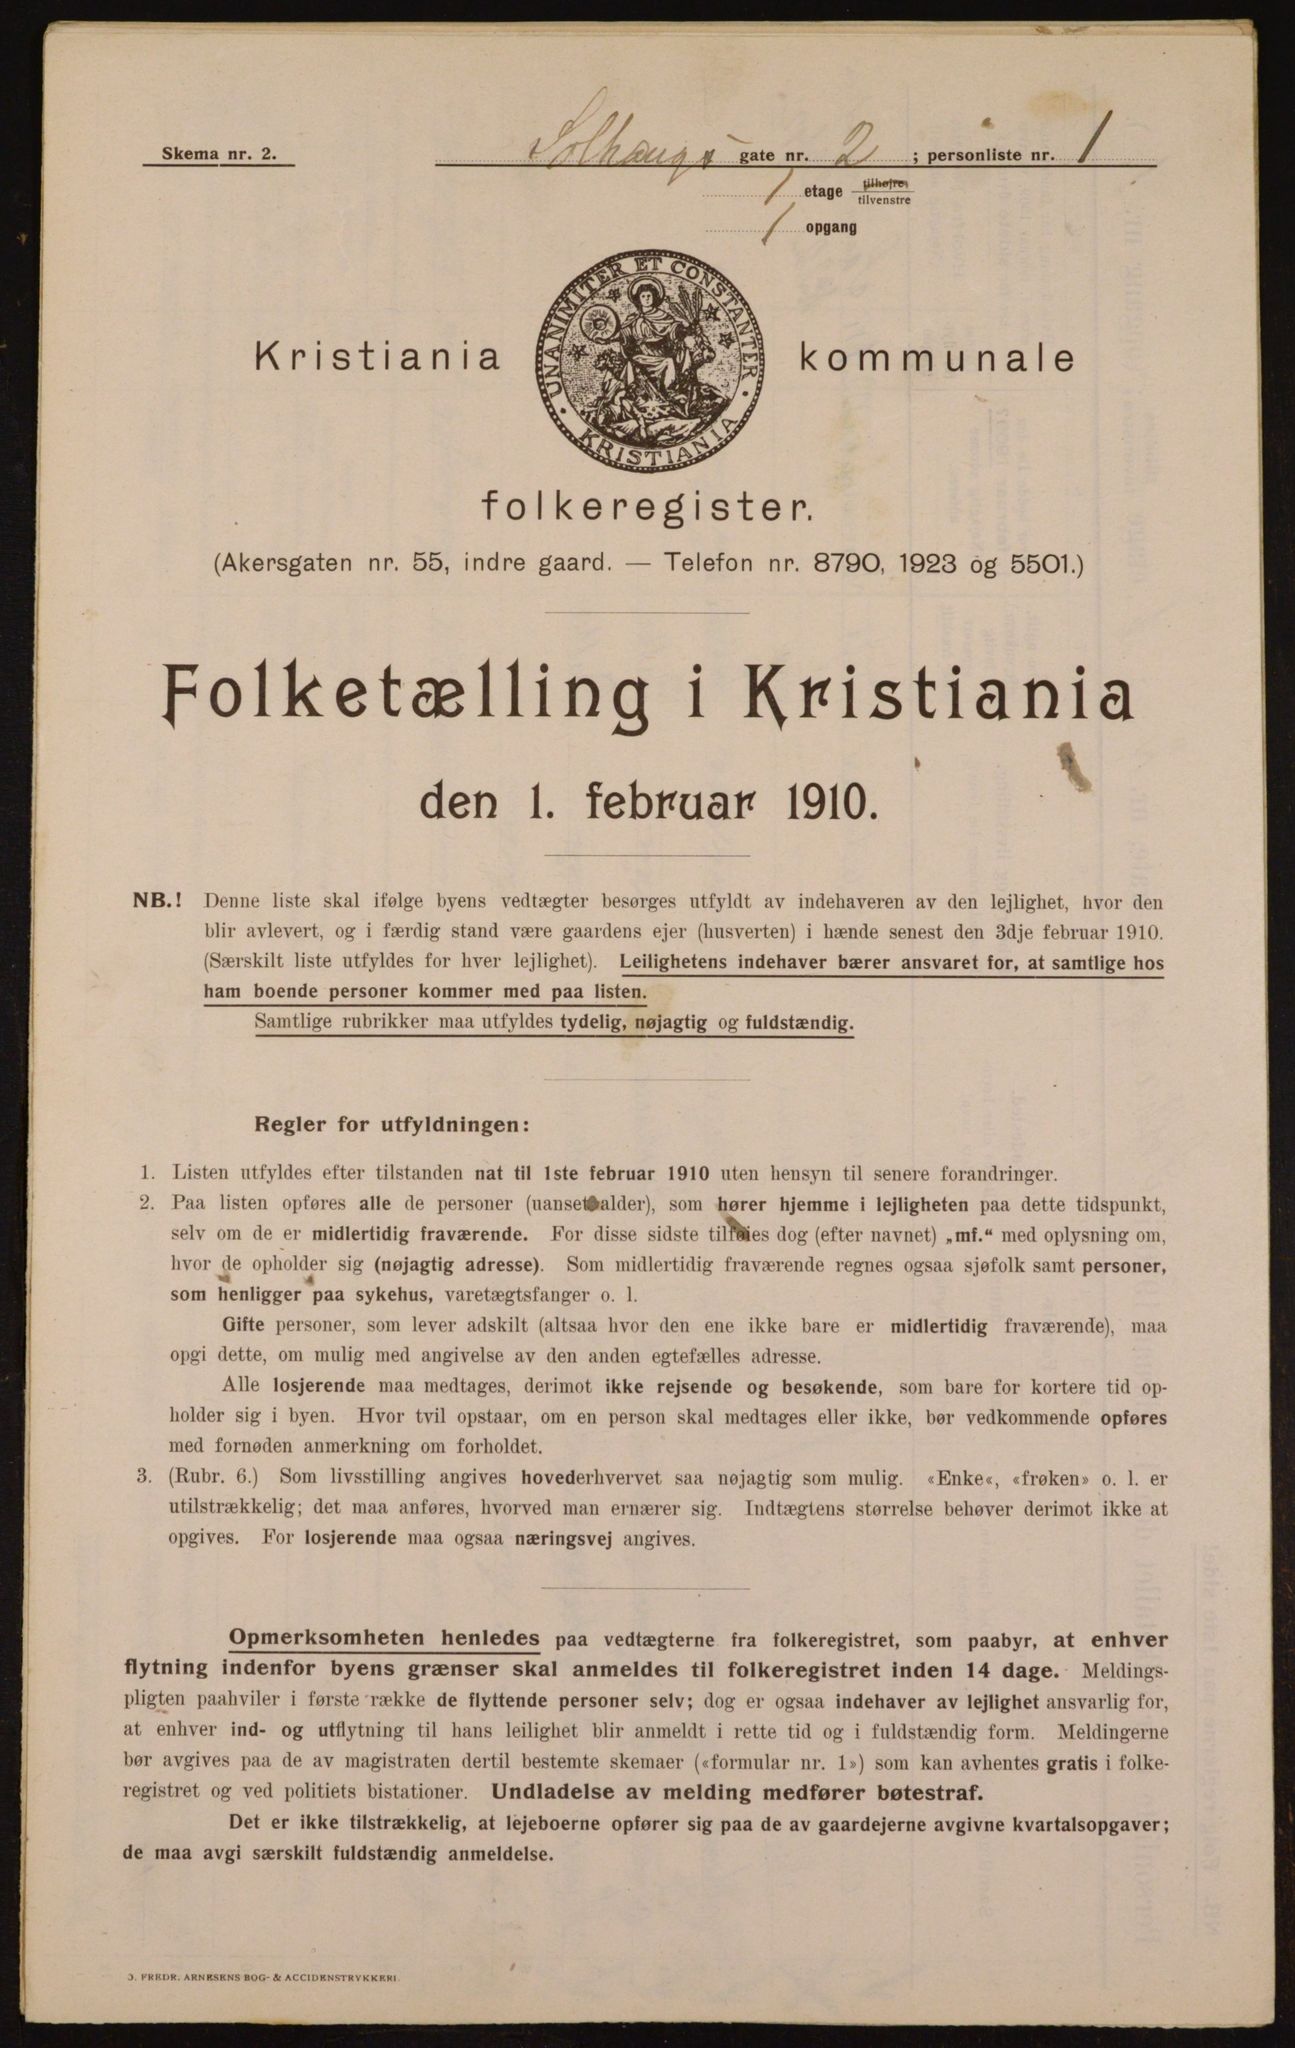 Skema nr. 2.
Solhaugs gate nr. 2; personliste nr. 1
1 etage tilhøjre
tilvenstre
1 opgang
UNANIMITER ET CONSTANTER
KRISTIANIA
Kristiania kommunale
folkeregister.
(Akersgaten nr. 55, indre gaard. — Telefon nr. 8790, 1923 og 5501.)
Folketælling i Kristiania
den 1. februar 1910.
NB.! Denne liste skal ifølge byens vedtægter besørges utfyldt av indehaveren av den lejlighet, hvor den
blir avlevert, og i færdig stand være gaardens ejer (husverten) i hænde senest den 3dje februar 1910.
(Særskilt liste utfyldes for hver lejlighet). Leilighetens indehaver bærer ansvaret for, at samtlige hos
ham boende personer kommer med paa listen.
Samtlige rubrikker maa utfyldes tydelig, nøjagtig og fuldstændig.
Regler for utfyldningen:
1. Listen utfyldes efter tilstanden nat til 1ste februar 1910 uten hensyn til senere forandringer.
2. Paa listen opføres alle de personer (uanset alder), som hører hjemme i lejligheten paa dette tidspunkt,
selv om de er midlertidig fraværende. For disse sidste tilføies dog (efter navnet) „mf.“ med oplysning om,
hvor de opholder sig (nøjagtig adresse). Som midlertidig fraværende regnes ogsaa sjøfolk samt personer,
som henligger paa sykehus, varetægtsfanger o. l.
Gifte personer, som lever adskilt (altsaa hvor den ene ikke bare er midlertidig fraværende), maa
opgi dette, om mulig med angivelse av den anden egtefælles adresse.
Alle losjerende maa medtages, derimot ikke rejsende og besøkende, som bare for kortere tid op-
holder sig i byen. Hvor tvil opstaar, om en person skal medtages eller ikke, bør vedkommende opføres
med fornøden anmerkning om forholdet.
3. (Rubr. 6.) Som livsstilling angives hovederhvervet saa nøjagtig som mulig. «Enke«, «frøken» o. l. er
utilstrækkelig; det maa anføres, hvorved man ernærer sig. Indtægtens størrelse behøver derimot ikke at
opgives. For losjerende maa ogsaa næringsvej angives.
Opmerksomheten henledes paa vedtægterne fra folkeregistret, som paabyr, at enhver
flytning indenfor byens grænser skal anmeldes til folkeregistret inden 14 dage. Meldings-
pligten paahviler i første række de flyttende personer selv; dog er ogsaa indehaver av lejlighet ansvarlig for,
at enhver ind- og utflytning til hans leilighet blir anmeldt i rette tid og i fuldstændig form. Meldingerne
bør avgives paa de av magistraten dertil bestemte skemaer («formular nr. 1») som kan avhentes gratis i folke-
registret og ved politiets bistationer. Undladelse av melding medfører bøtestraf.
Det er ikke tilstrækkelig, at lejeboerne opfører sig paa de av gaardejerne avgivne kvartalsopgaver;
de maa avgi særskilt fuldstændig anmeldelse.
J. FREDR. ARNESENS BOG- & ACCIDENSTRYKKERI.